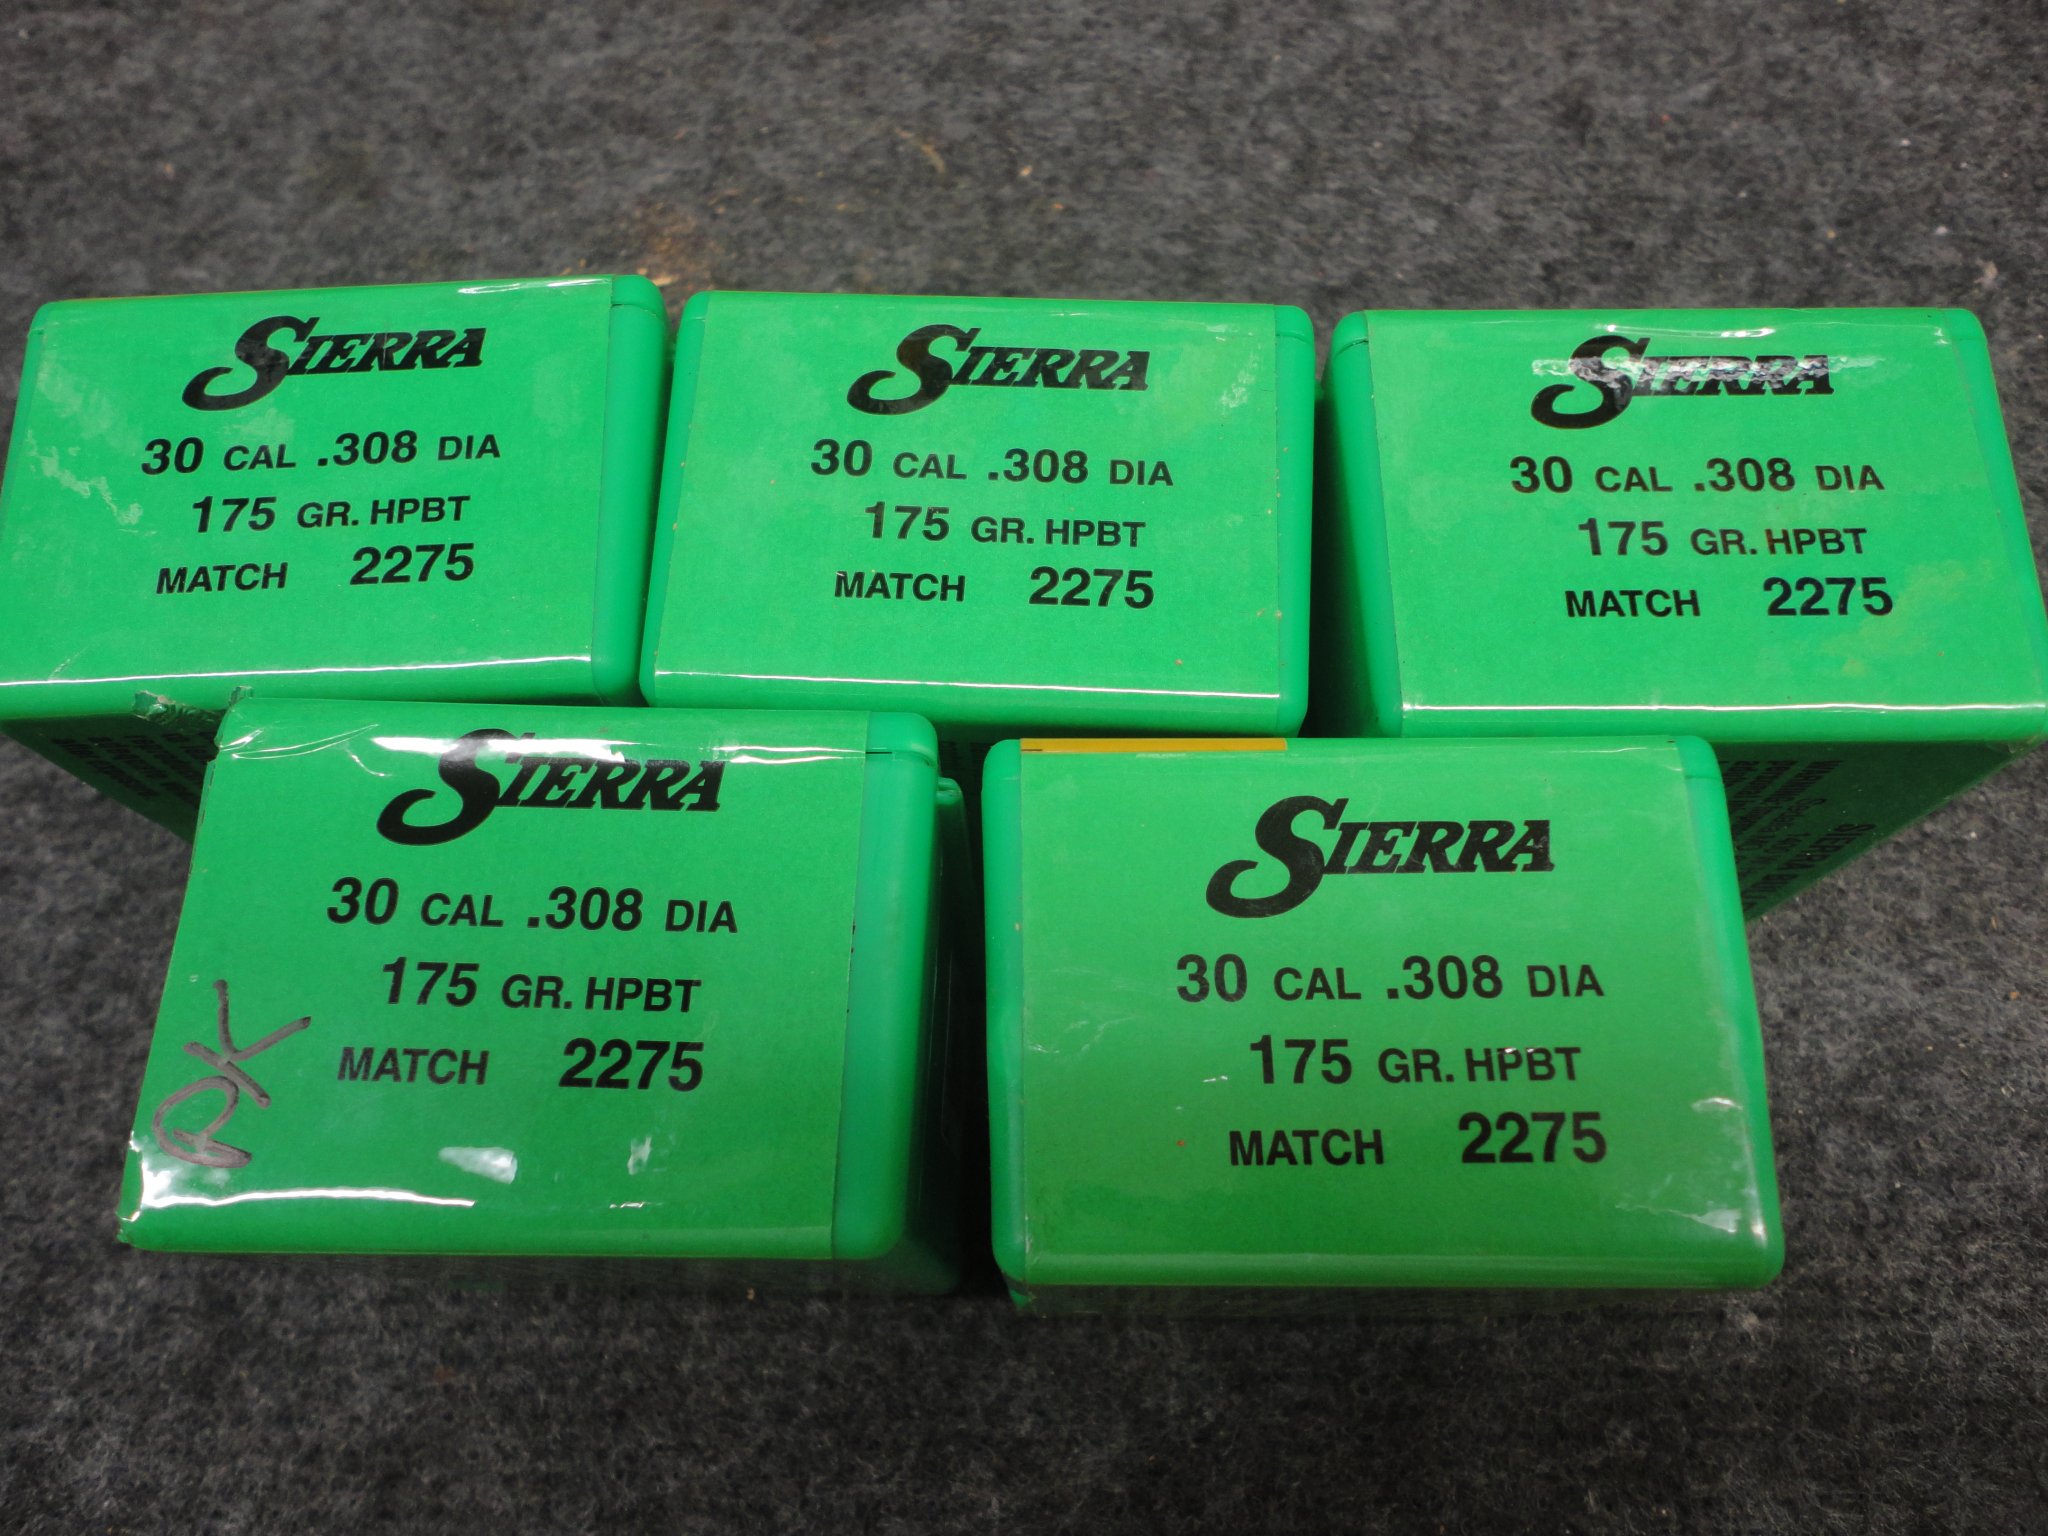 SIERRA
30 CAL .308 DIA
175 GR. HPBT
MATCH 2275
SIERRA
30 CAL .308 DIA
175 GR. HPBT
MATCH 2275
SIERRA
30 CAL .308 DIA
175 GR. HPBT
MATCH 2275
SIERRA
30 CAL .308 DIA
175 GR. HPBT
MATCH 2275
RK
SIERRA
30 CAL .308 DIA
175 GR. HPBT
MATCH 2275